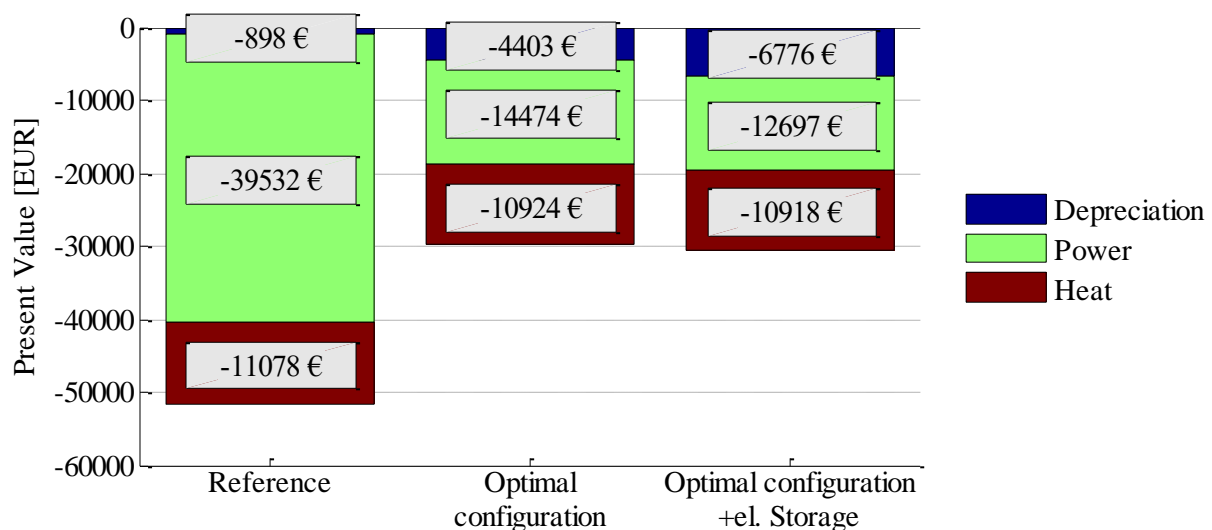 Present Value [EUR]
0
-10000
-20000
-30000
-40000
-50000
-60000
-898 €
-39532 €
-11078 €
-4403 €
-14474 €
-10924 €
-6776 €
-12697 €
-10918 €
Reference
Optimal
configuration
Optimal configuration
+el. Storage
Depreciation
Power
Heat